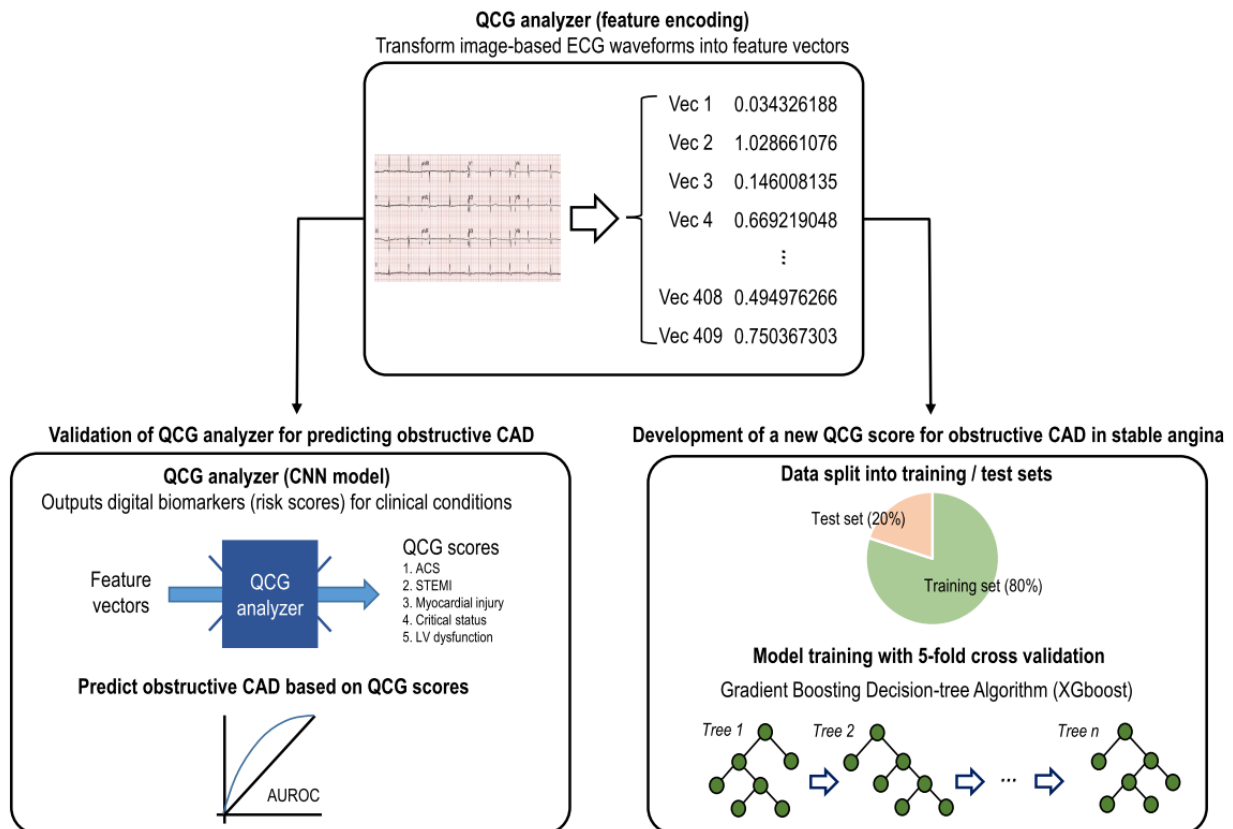 QCG analyzer (feature encoding)
Transform image-based ECG waveforms into feature vectors
Vec 1 0.034326188
Vec 2 1.028661076
Vec 3 0.146008135
Vec 4 0.669219048
...
Vec 408 0.494976266
Vec 409 0.750367303
Validation of QCG analyzer for predicting obstructive CAD
QCG analyzer (CNN model)
Outputs digital biomarkers (risk scores) for clinical conditions
Feature
vectors
QCG
analyzer
QCG scores
1. ACS
2. STEMI
3. Myocardial injury
4. Critical status
5. LV dysfunction
Predict obstructive CAD based on QCG scores
AUROC
Development of a new QCG score for obstructive CAD in stable angina
Data split into training / test sets
Test set (20%)
Training set (80%)
Model training with 5-fold cross validation
Gradient Boosting Decision-tree Algorithm (XGboost)
Tree 1
Tree 2
...
Tree n